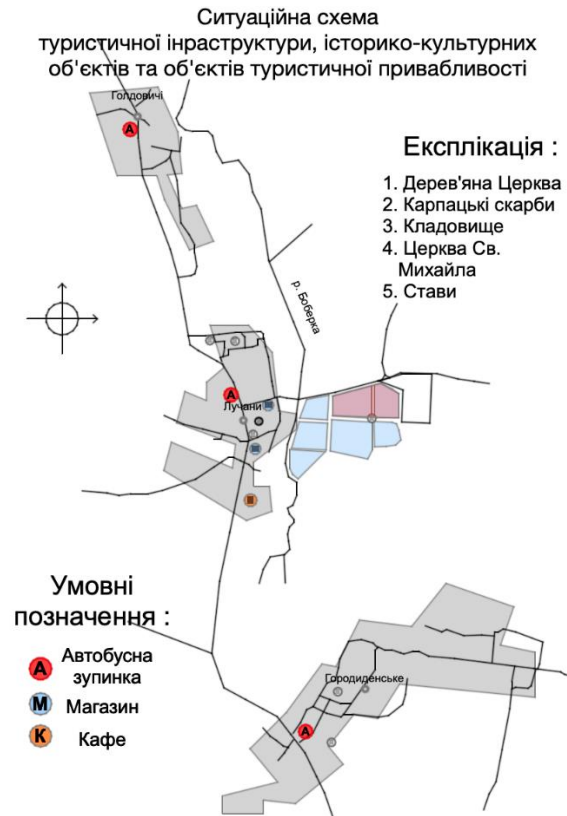 Ситуаційна схема
туристичної інраструктури, історико-культурних
об'єктів та об'єктів туристичної привабливості
Голдовичі
А
Експлікація :
1. Дерев'яна Церква
2. Карпацькі скарби
3. Кладовище
4. Церква Св.
Михайла
5. Стави
р. Боберка
А
Лучани
М
М
Умовні
позначення :
А Автобусна
зупинка
М Магазин
К Кафе
Городиденське
А